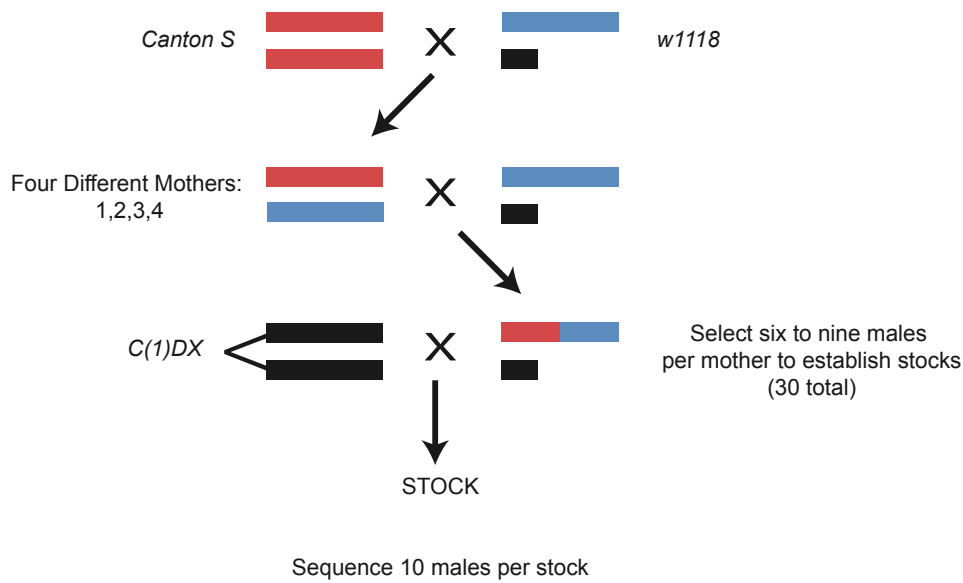 Canton S
X
w1118
Four Different Mothers:
1,2,3,4
X
C(1)DX
X
Select six to nine males
per mother to establish stocks
(30 total)
STOCK
Sequence 10 males per stock